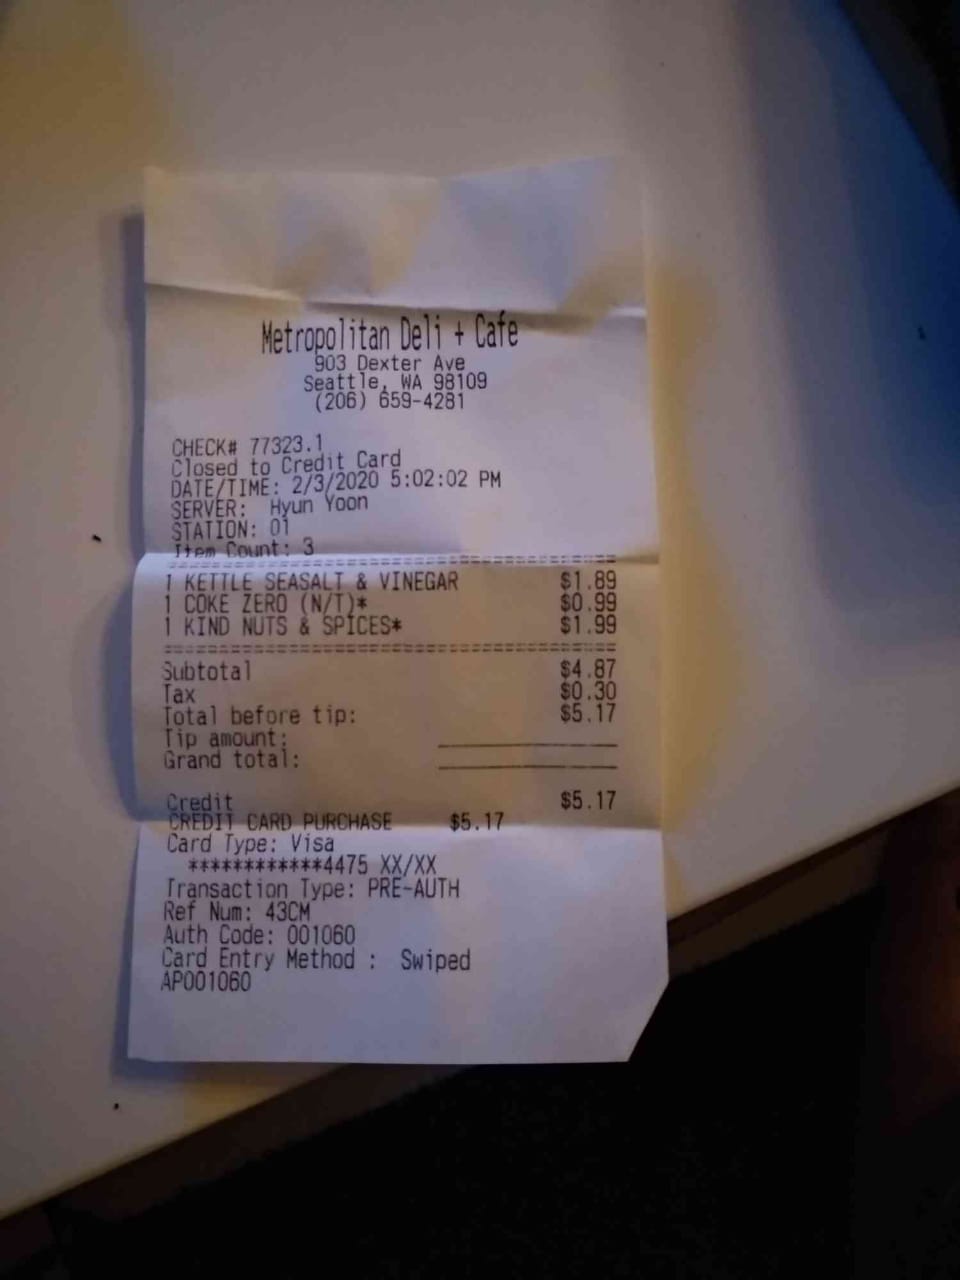 Metropolitan Deli + Cafe
903 Dexter Ave
Seattle, WA 98109
(206) 659-4281
CHECK# 77323.1
Closed to Credit Card
DATE/TIME: 2/3/2020 5:02:02 PM
SERVER: Hyun Yoon
STATION: 01
Item Count: 3
1 KETTLE SEASALT & VINEGAR $1.89
1 COKE ZERO (N/T)* $0.99
1 KIND NUTS & SPICES* $1.99
Subtotal $4.87
Tax $0.30
Total before tip: $5.17
Tip amount:
Grand total:
Credit $5.17
CREDIT CARD PURCHASE $5.17
Card Type: Visa
************4475 XX/XX
Transaction Type: PRE-AUTH
Ref Num: 43CM
Auth Code: 001060
Card Entry Method : Swiped
AP001060